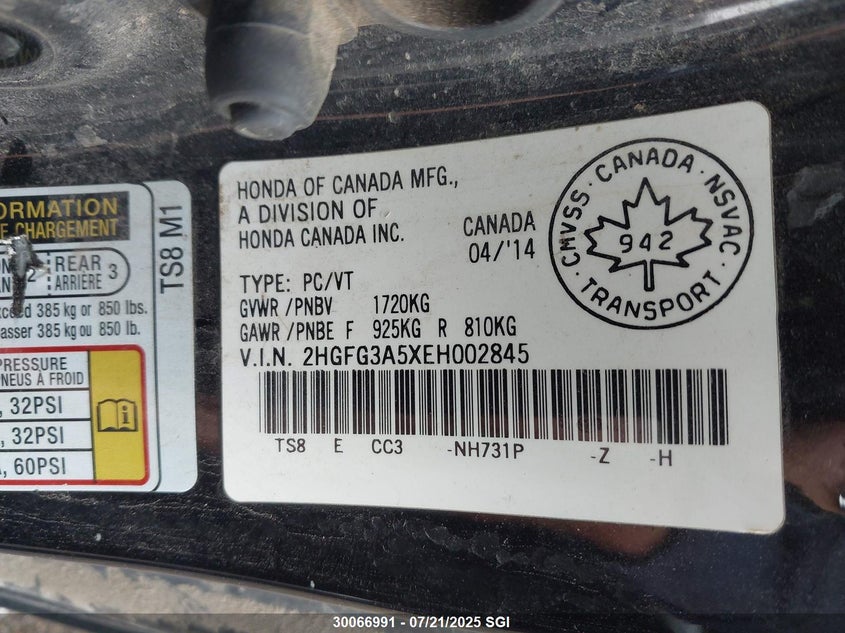 ORMATION
E CHARGEMENT
2
REAR
ARRIÈRE 3
xceed 385 kg or 850 lbs.
asser 385 kg ou 850 lb.
PRESSURE
PNEUS À FROID
, 32PSI
, 32PSI
, 60PSI
TS8 M1
HONDA OF CANADA MFG.,
A DIVISION OF
HONDA CANADA INC.
CANADA
04/'14
TYPE: PC/VT
GVWR /PNBV 1720KG
GAWR /PNBE F 925KG R 810KG
V.I.N. 2HGFG3A5XEH002845
TS8 E CC3 -NH731P -Z -H
CMVSS · CANADA · NSVAC · TRANSPORT ·
942
30066991 - 07/21/2025 SGI